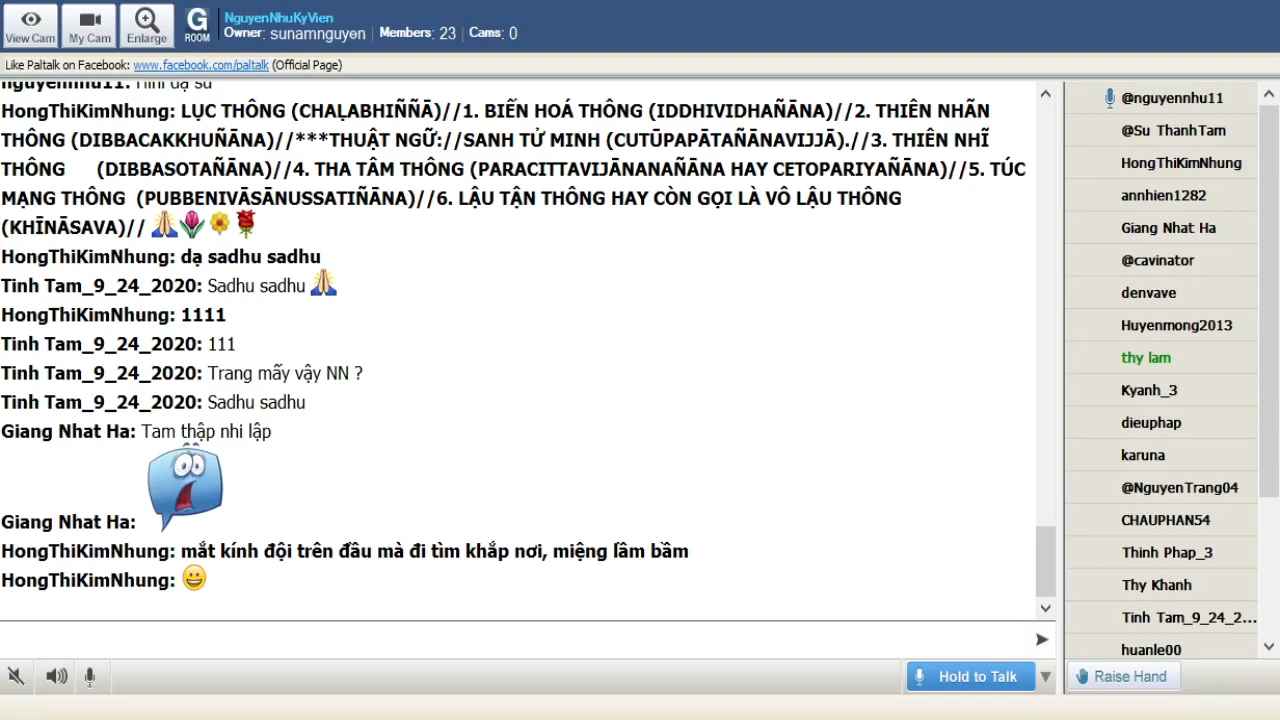 NguyenNhuKyVien
Owner: sunamnguyen | Members: 23 | Cams: 0
View Cam
My Cam
Enlarge
G
ROOM
Like Paltalk on Facebook: www.facebook.com/paltalk (Official Page)
nguyennhu11: Hihi dạ su
HongThiKimNhung: LỤC THÔNG (CHAḶABHIÑÑĀ)//1. BIẾN HOÁ THÔNG (IDDHIVIDHAÑĀNA)//2. THIÊN NHÃN
THÔNG (DIBBACAKKHUÑĀNA)//***THUẬT NGỮ://SANH TỬ MINH (CUTŪPAPĀTAÑĀNAVIJJĀ).//3. THIÊN NHĨ
THÔNG (DIBBASOTAÑĀNA)//4. THA TÂM THÔNG (PARACITTAVIJĀNANAÑĀNA HAY CETOPARIYAÑĀNA)//5. TÚC
MẠNG THÔNG (PUBBENIVĀSĀNUSSATIÑĀNA)//6. LẬU TẬN THÔNG HAY CÒN GỌI LÀ VÔ LẬU THÔNG
(KHĪNĀSAVA)//
HongThiKimNhung: dạ sadhu sadhu
Tinh Tam_9_24_2020: Sadhu sadhu
HongThiKimNhung: 1111
Tinh Tam_9_24_2020: 111
Tinh Tam_9_24_2020: Trang mấy vậy NN ?
Tinh Tam_9_24_2020: Sadhu sadhu
Giang Nhat Ha: Tam thập nhi lập
Giang Nhat Ha:
HongThiKimNhung: mắt kính đội trên đầu mà đi tìm khắp nơi, miệng lầm bầm
HongThiKimNhung:
@nguyennhu11
@Su ThanhTam
HongThiKimNhung
annhien1282
Giang Nhat Ha
@cavinator
denvave
Huyenmong2013
thy lam
Kyanh_3
dieuphap
karuna
@NguyenTrang04
CHAUPHAN54
Thinh Phap_3
Thy Khanh
Tinh Tam_9_24_2...
huanle00
Hold to Talk
Raise Hand